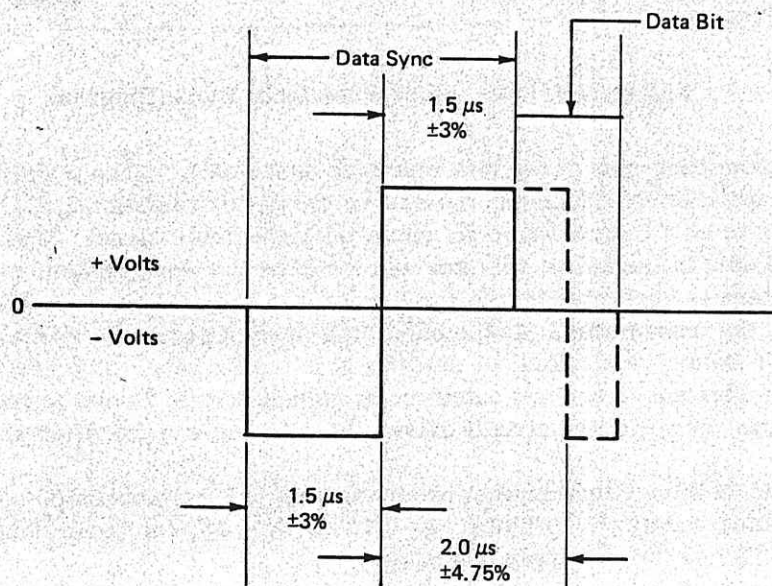 Data Bit
Data Sync
1.5 μs
±3%
+ Volts
0
− Volts
1.5 μs
±3%
2.0 μs
±4.75%